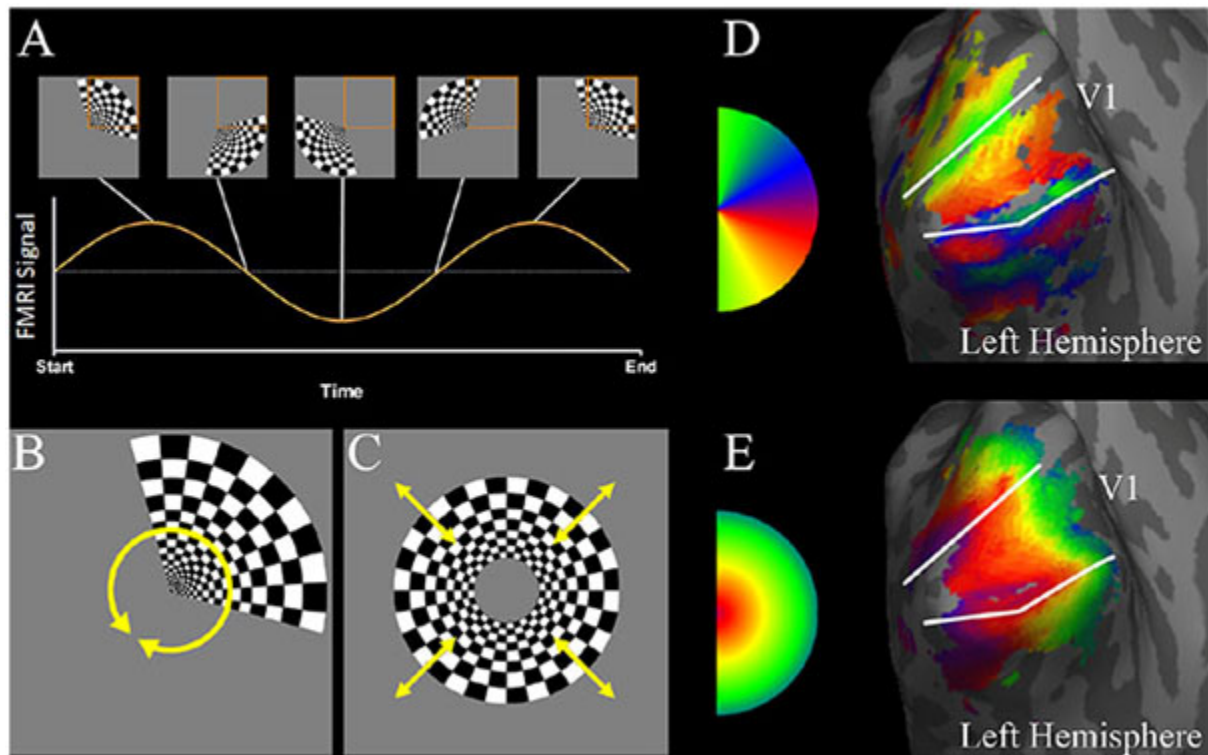 A
FMRI Signal
Start
End
Time
B
C
D
V1
Left Hemisphere
E
V1
Left Hemisphere